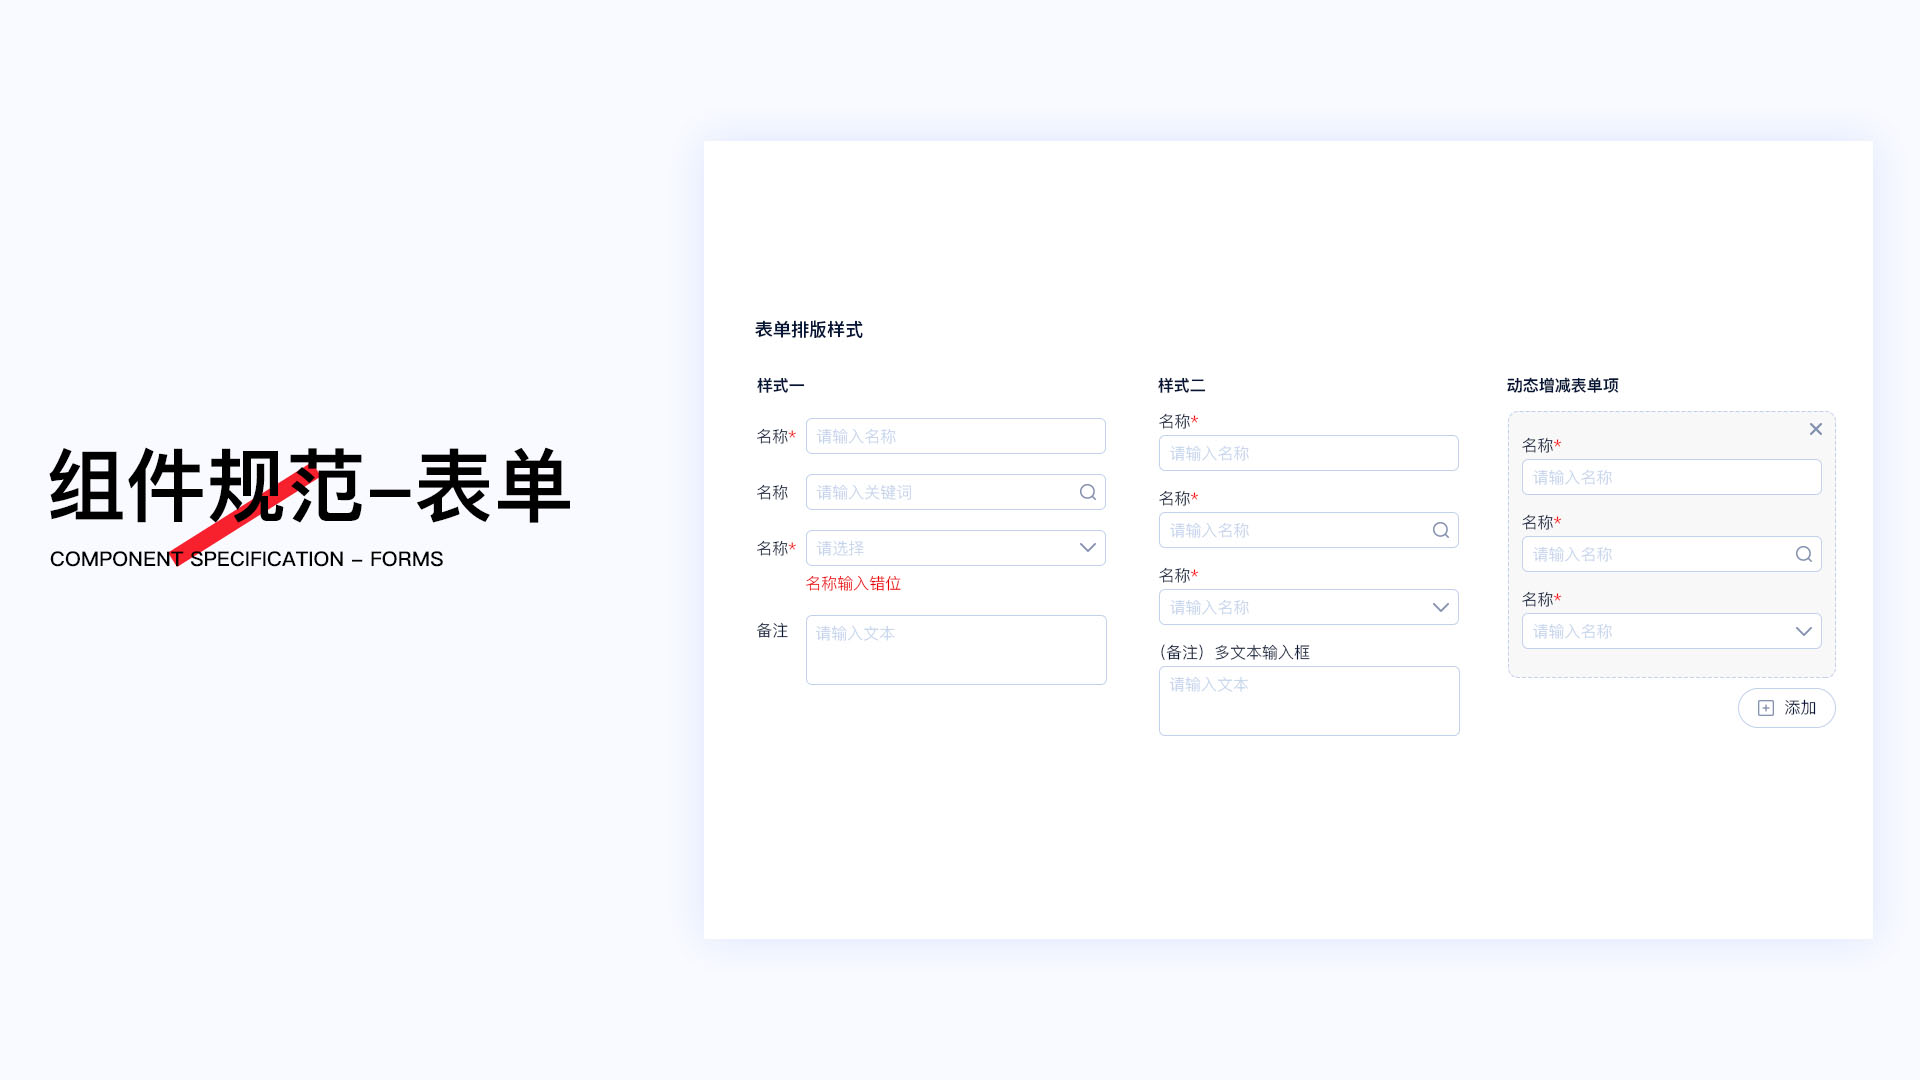 组件规范–表单
COMPONENT SPECIFICATION – FORMS
表单排版样式
样式一
名称*
请输入名称
名称
请输入关键词
名称*
请选择
名称输入错位
备注
请输入文本
样式二
名称*
请输入名称
名称*
请输入名称
名称*
请输入名称
（备注）多文本输入框
请输入文本
动态增减表单项
名称*
请输入名称
名称*
请输入名称
名称*
请输入名称
添加